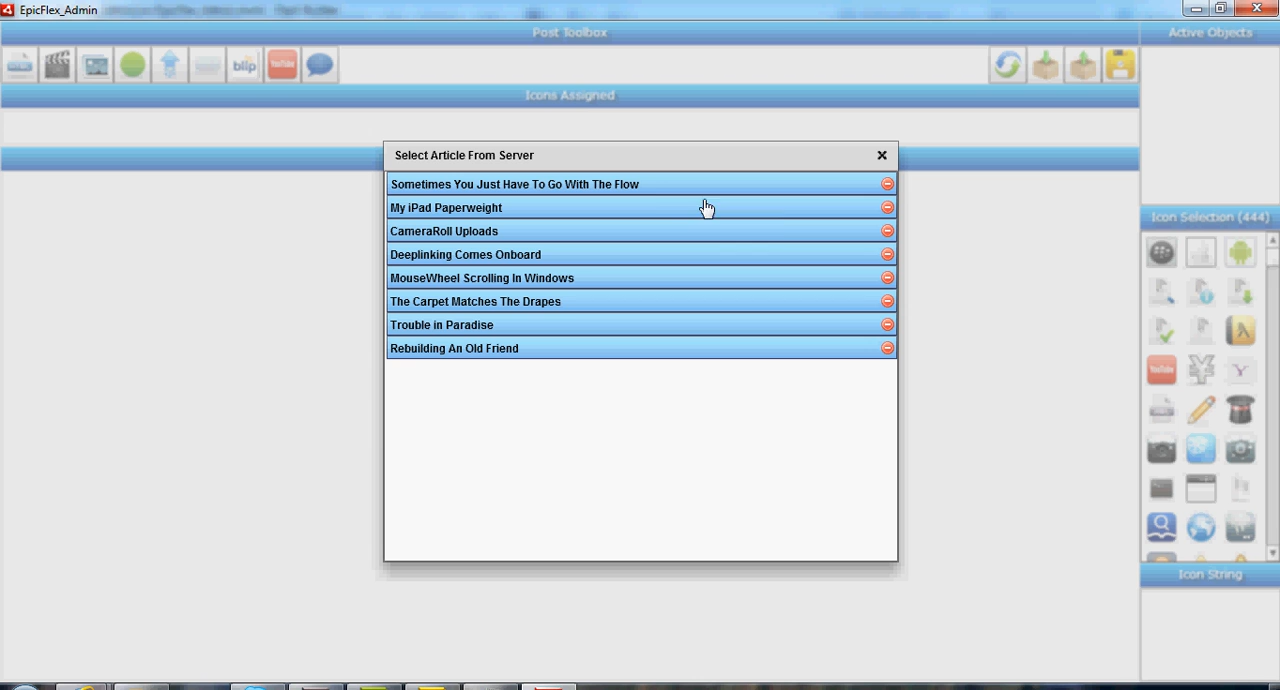 EpicFlex_Admin
Post Toolbox
Active Objects
blip
YouTube
Icons Assigned
Select Article From Server
Sometimes You Just Have To Go With The Flow
My iPad Paperweight
CameraRoll Uploads
Deeplinking Comes Onboard
MouseWheel Scrolling In Windows
The Carpet Matches The Drapes
Trouble in Paradise
Rebuilding An Old Friend
Icon Selection (444)
YouTube
Icon String